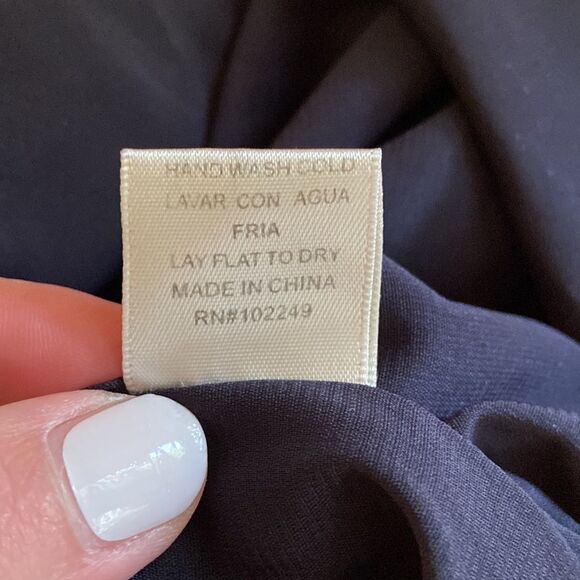 HAND WASH COLD
LAVAR CON AGUA
FRIA
LAY FLAT TO DRY
MADE IN CHINA
RN#102249